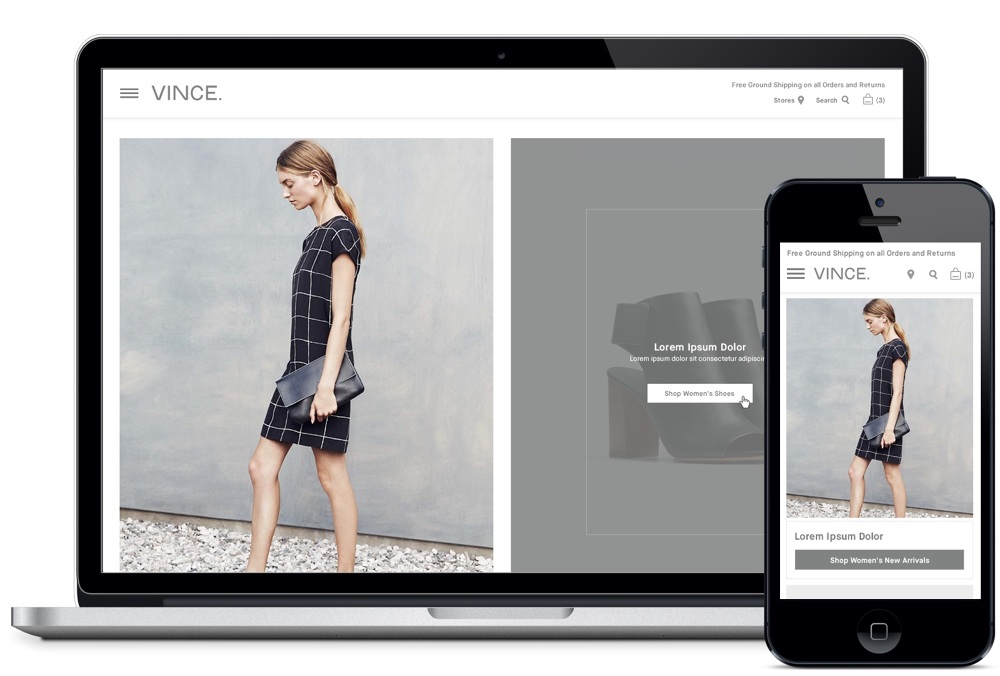 VINCE.
Free Ground Shipping on all Orders and Returns
Stores Search (3)
Lorem Ipsum Dolor
Lorem ipsum dolor sit consectetur adipiscin
Shop Women's Shoes
Free Ground Shipping on all Orders and Returns
VINCE. (3)
Lorem Ipsum Dolor
Shop Women's New Arrivals